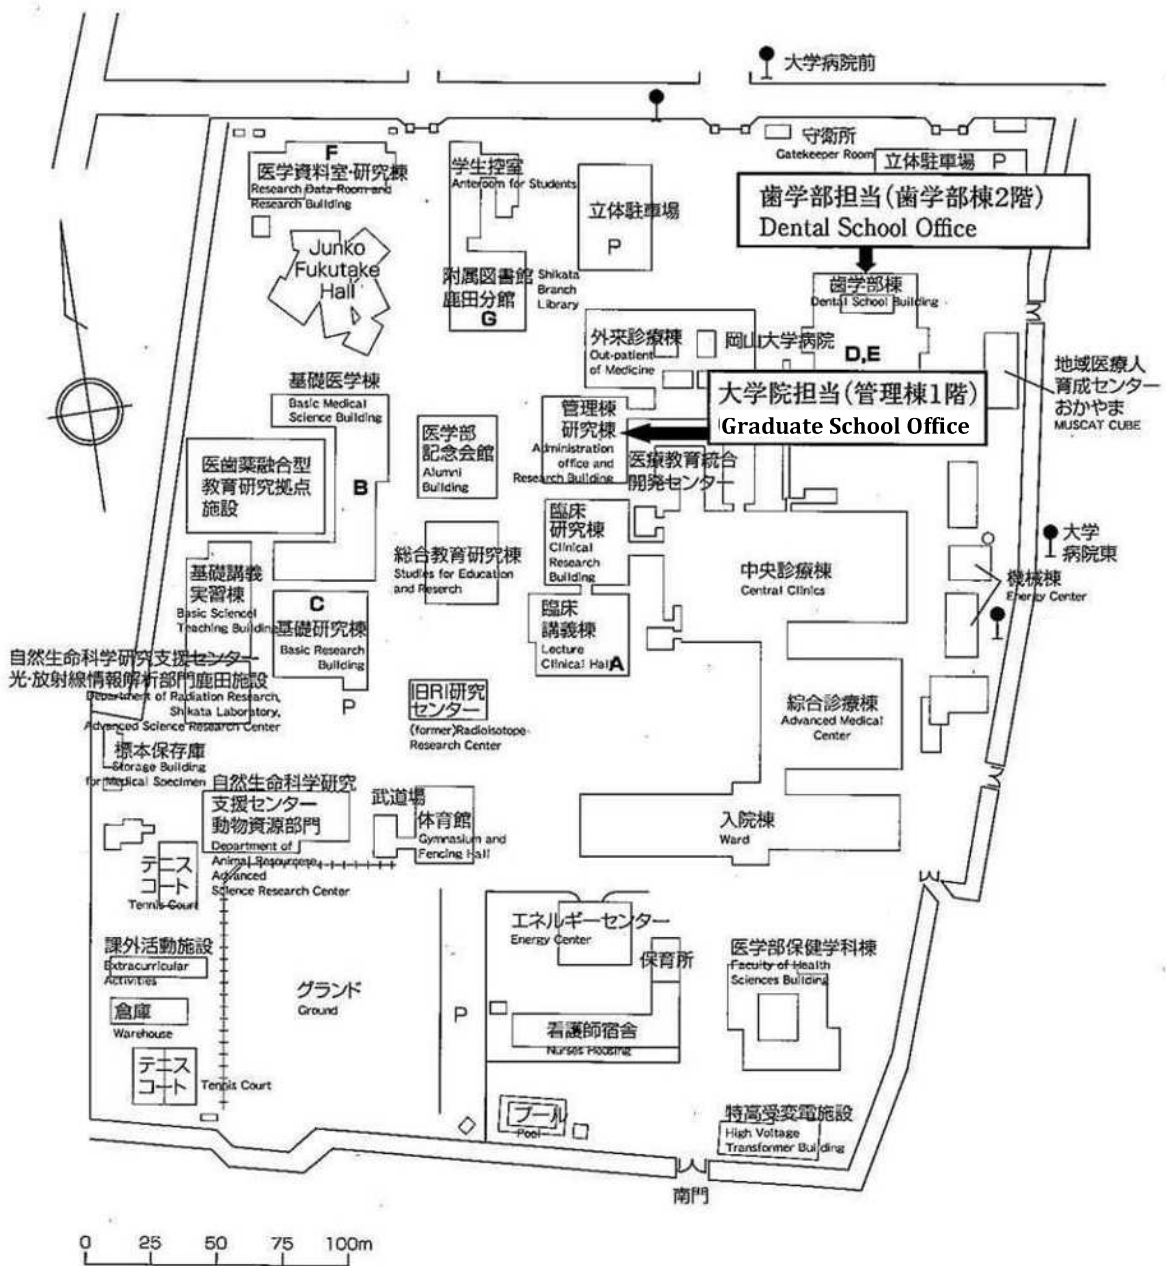 大学病院前
守衛所
Gatekeeper Room
立体駐車場 P
F
医学資料室・研究棟
Research Data Room and
Research Building
学生控室
Anteroom for Students
立体駐車場
P
歯学部担当(歯学部棟2階)
Dental School Office
Junko
Fukutake
Hall
附属図書館
鹿田分館
G
Shikata
Branch
Library
歯学部棟
Dental School Building
D,E
外来診療棟
Out-patient
of Medicine
岡山大学病院
地域医療人
育成センター
おかやま
MUSCAT CUBE
大学院担当(管理棟1階)
Graduate School Office
基礎医学棟
Basic Medical
Science Building
B
医学部
記念会館
Alumni
Building
管理棟
研究棟
Administration
office and
Research Building
医療教育統合
開発センター
医歯薬融合型
教育研究拠点
施設
臨床
研究棟
Clinical
Research
Building
総合教育研究棟
Studies for Education
and Reserch
中央診療棟
Central Clinics
大学
病院東
機械棟
Energy Center
基礎講義
実習棟
Basic Sciencel
Teaching Building
C
基礎研究棟
Basic Research
Building
臨床
講義棟
Lecture
Clinical Hall
A
自然生命科学研究支援センター
光・放射線情報解析部門鹿田施設
Department of Radiation Research,
Shikata Laboratory,
Advanced Science Research Center
P
旧RI研究
センター
(former)Radioisotope
Research Center
綜合診療棟
Advanced Medical
Center
標本保存庫
Storage Building
for Medical Specimen
自然生命科学研究
支援センター
動物資源部門
Department of
Animal Resources,
Advanced
Science Research Center
武道場
体育館
Gymnasium and
Fencing Hall
入院棟
Ward
テニス
コート
Tennis Court
エネルギーセンター
Energy Center
保育所
医学部保健学科棟
Faculty of Health
Sciences Building
課外活動施設
Extracurricular
Activities
倉庫
Warehouse
グランド
Ground
P
看護師宿舎
Nurses Housing
テニス
コート
Tennis Court
プール
Pool
特高受変電施設
High Voltage
Transformer Building
南門
0 25 50 75 100m